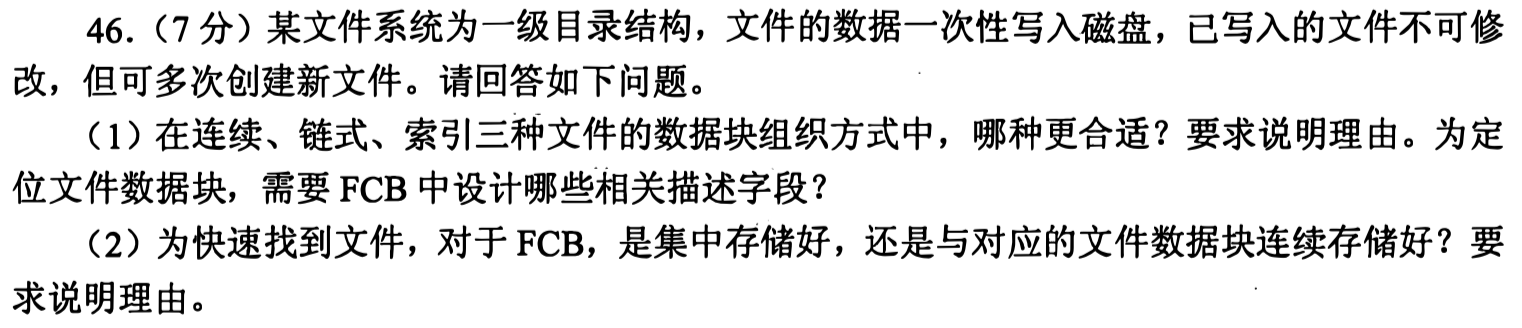 46.（7 分）某文件系统为一级目录结构，文件的数据一次性写入磁盘，已写入的文件不可修
改，但可多次创建新文件。请回答如下问题。
（1）在连续、链式、索引三种文件的数据块组织方式中，哪种更合适？要求说明理由。为定
位文件数据块，需要 FCB 中设计哪些相关描述字段？
（2）为快速找到文件，对于 FCB，是集中存储好，还是与对应的文件数据块连续存储好？要
求说明理由。